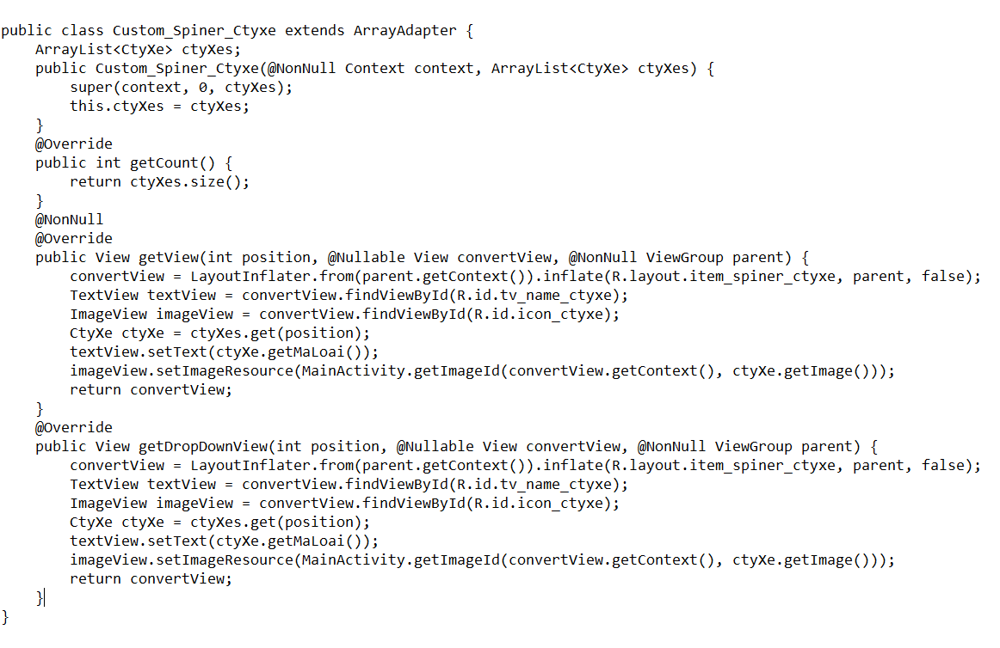 public class Custom_Spiner_Ctyxe extends ArrayAdapter {
    ArrayList<CtyXe> ctyXes;
    public Custom_Spiner_Ctyxe(@NonNull Context context, ArrayList<CtyXe> ctyXes) {
        super(context, 0, ctyXes);
        this.ctyXes = ctyXes;
    }
    @Override
    public int getCount() {
        return ctyXes.size();
    }
    @NonNull
    @Override
    public View getView(int position, @Nullable View convertView, @NonNull ViewGroup parent) {
        convertView = LayoutInflater.from(parent.getContext()).inflate(R.layout.item_spiner_ctyxe, parent, false);
        TextView textView = convertView.findViewById(R.id.tv_name_ctyxe);
        ImageView imageView = convertView.findViewById(R.id.icon_ctyxe);
        CtyXe ctyXe = ctyXes.get(position);
        textView.setText(ctyXe.getMaLoai());
        imageView.setImageResource(MainActivity.getImageId(convertView.getContext(), ctyXe.getImage()));
        return convertView;
    }
    @Override
    public View getDropDownView(int position, @Nullable View convertView, @NonNull ViewGroup parent) {
        convertView = LayoutInflater.from(parent.getContext()).inflate(R.layout.item_spiner_ctyxe, parent, false);
        TextView textView = convertView.findViewById(R.id.tv_name_ctyxe);
        ImageView imageView = convertView.findViewById(R.id.icon_ctyxe);
        CtyXe ctyXe = ctyXes.get(position);
        textView.setText(ctyXe.getMaLoai());
        imageView.setImageResource(MainActivity.getImageId(convertView.getContext(), ctyXe.getImage()));
        return convertView;
    }
}